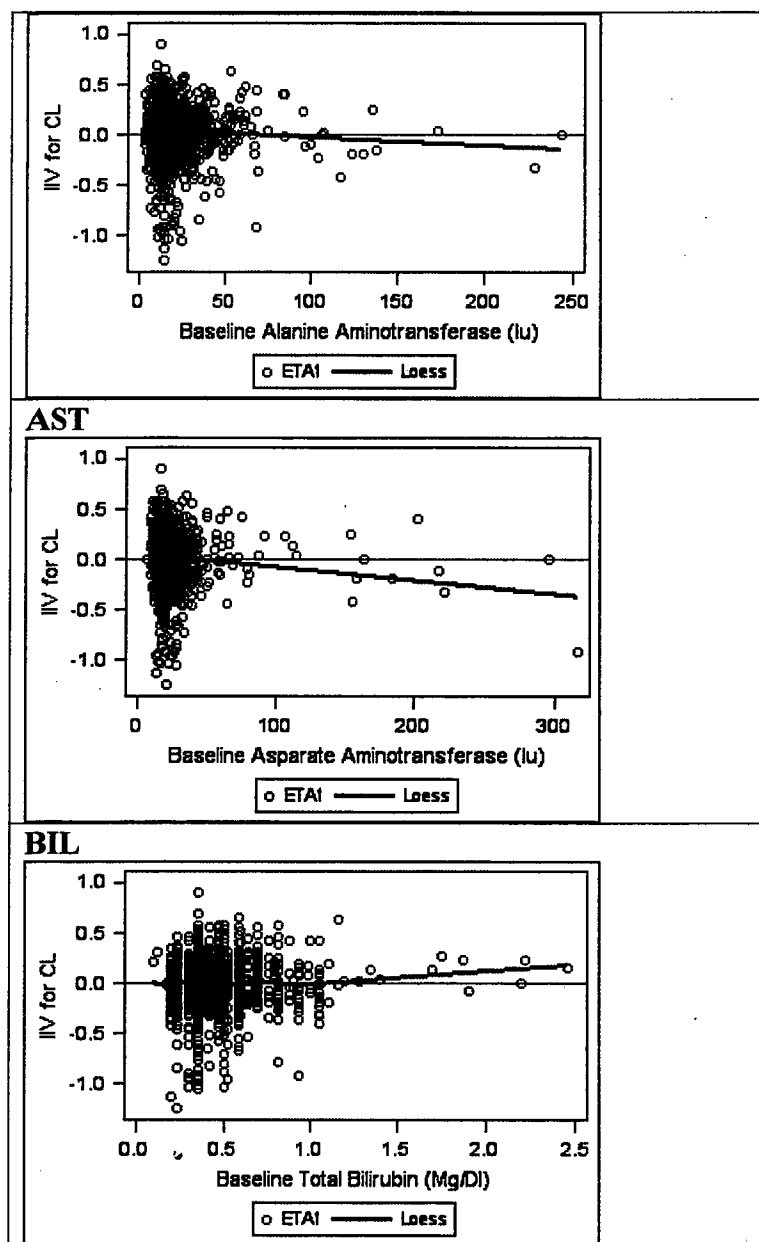 1.0
0.5
0.0
-0.5
-1.0
IIV for CL
0 50 100 150 200 250
Baseline Alanine Aminotransferase (Iu)
ETA1 Loess
AST
1.0
0.5
0.0
-0.5
-1.0
IIV for CL
0 100 200 300
Baseline Asparate Aminotransferase (Iu)
ETA1 Loess
BIL
1.0
0.5
0.0
-0.5
-1.0
IIV for CL
0.0 0.5 1.0 1.5 2.0 2.5
Baseline Total Bilirubin (Mg/Dl)
ETA1 Loess